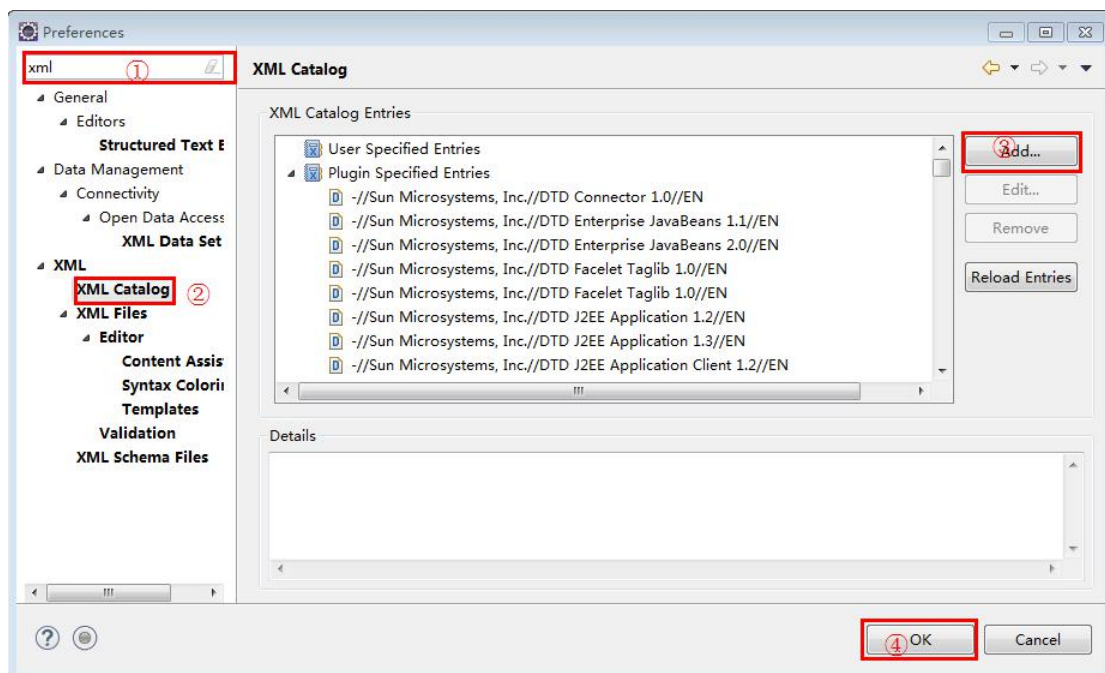 Preferences
xml ①
XML Catalog
General
Editors
Structured Text E
Data Management
Connectivity
Open Data Access
XML Data Set
XML
XML Catalog ②
XML Files
Editor
Content Assis
Syntax Colorin
Templates
Validation
XML Schema Files
XML Catalog Entries
User Specified Entries
Plugin Specified Entries
D -//Sun Microsystems, Inc.//DTD Connector 1.0//EN
D -//Sun Microsystems, Inc.//DTD Enterprise JavaBeans 1.1//EN
D -//Sun Microsystems, Inc.//DTD Enterprise JavaBeans 2.0//EN
D -//Sun Microsystems, Inc.//DTD Facelet Taglib 1.0//EN
D -//Sun Microsystems, Inc.//DTD Facelet Taglib 1.0//EN
D -//Sun Microsystems, Inc.//DTD J2EE Application 1.2//EN
D -//Sun Microsystems, Inc.//DTD J2EE Application 1.3//EN
D -//Sun Microsystems, Inc.//DTD J2EE Application Client 1.2//EN
③ Add...
Edit...
Remove
Reload Entries
Details
④ OK
Cancel